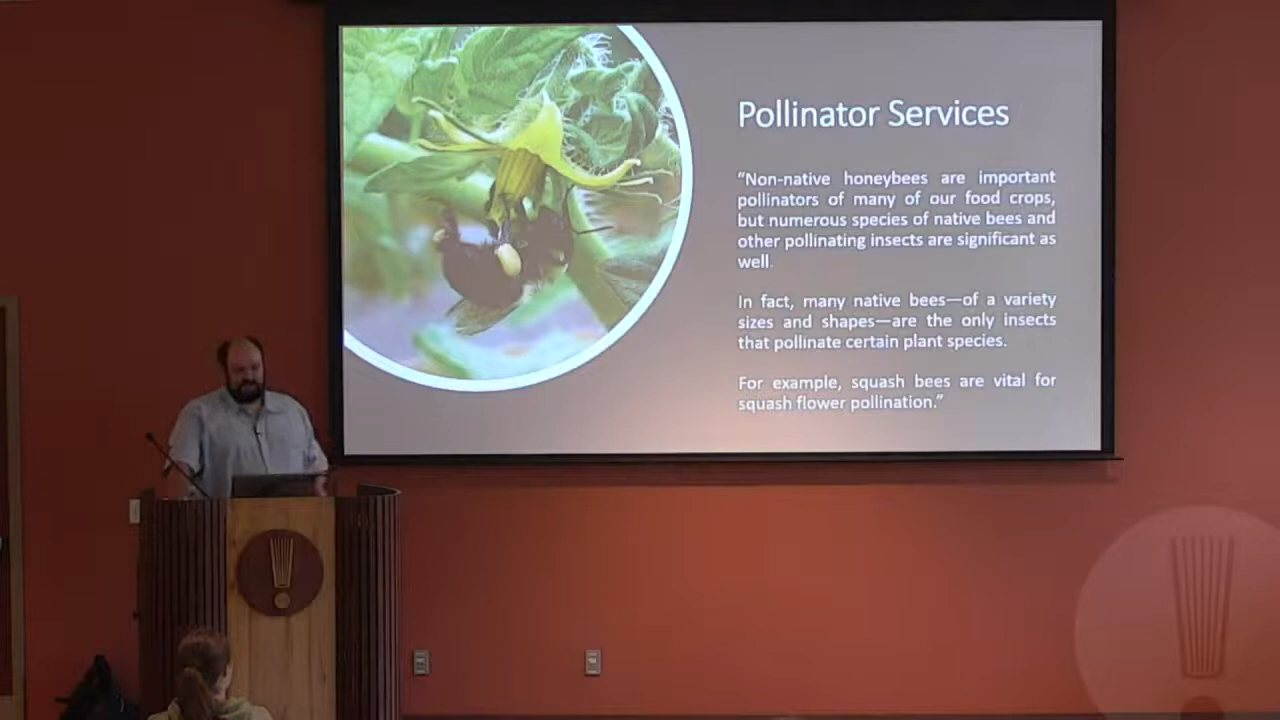 Pollinator Services
“Non-native honeybees are important
pollinators of many of our food crops,
but numerous species of native bees and
other pollinating insects are significant as
well.
In fact, many native bees—of a variety
sizes and shapes—are the only insects
that pollinate certain plant species.
For example, squash bees are vital for
squash flower pollination.”